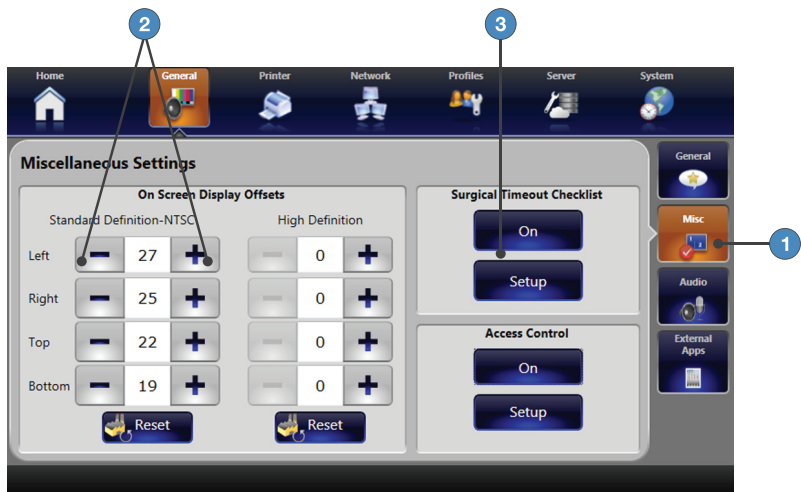 2
3
Home General Printer Network Profiles Server System
Miscellaneous Settings
General
On Screen Display Offsets
Standard Definition-NTSC High Definition
Left 27 0
Right 25 0
Top 22 0
Bottom 19 0
Reset Reset
Surgical Timeout Checklist
On
Setup
Access Control
On
Setup
Misc
1
Audio
External
Apps